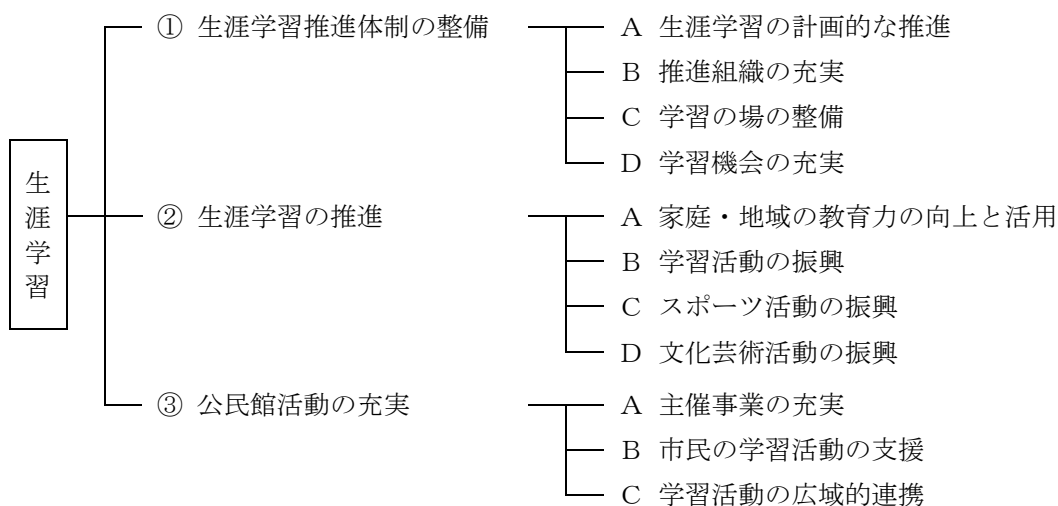 生涯学習
① 生涯学習推進体制の整備
A 生涯学習の計画的な推進
B 推進組織の充実
C 学習の場の整備
D 学習機会の充実
② 生涯学習の推進
A 家庭・地域の教育力の向上と活用
B 学習活動の振興
C スポーツ活動の振興
D 文化芸術活動の振興
③ 公民館活動の充実
A 主催事業の充実
B 市民の学習活動の支援
C 学習活動の広域的連携